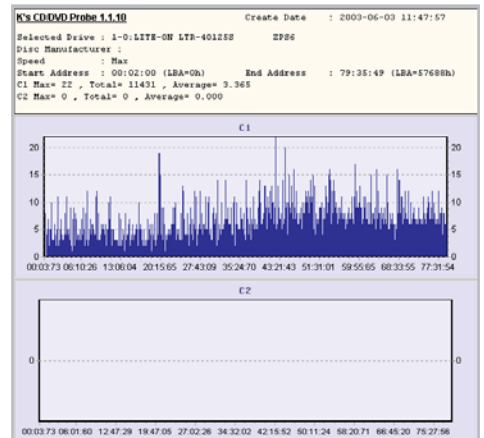 K's CD/DVD Probe 1.1.10 Create Date : 2003-06-03 11:47:57
Selected Drive : 1-0:LITE-ON LTR-40125S ZPS6
Disc Manufacturer :
Speed : Max
Start Address : 00:02:00 (LBA=0h) End Address : 79:35:49 (LBA=57688h)
C1 Max= 22 , Total= 11431 , Average= 3.365
C2 Max= 0 , Total= 0 , Average= 0.000
C1
20 20
15 15
10 10
5 5
0 0
00:03:73 06:10:26 13:06:04 20:15:65 27:43:09 35:24:70 43:21:43 51:31:01 59:55:65 68:33:55 77:31:54
C2
0 0
00:03:73 06:01:60 12:47:29 19:47:05 27:02:26 34:32:02 42:15:52 50:11:24 58:20:71 66:45:20 75:27:56